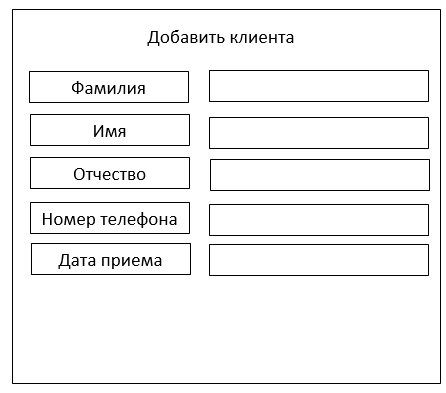 Добавить клиента
Фамилия
Имя
Отчество
Номер телефона
Дата приема